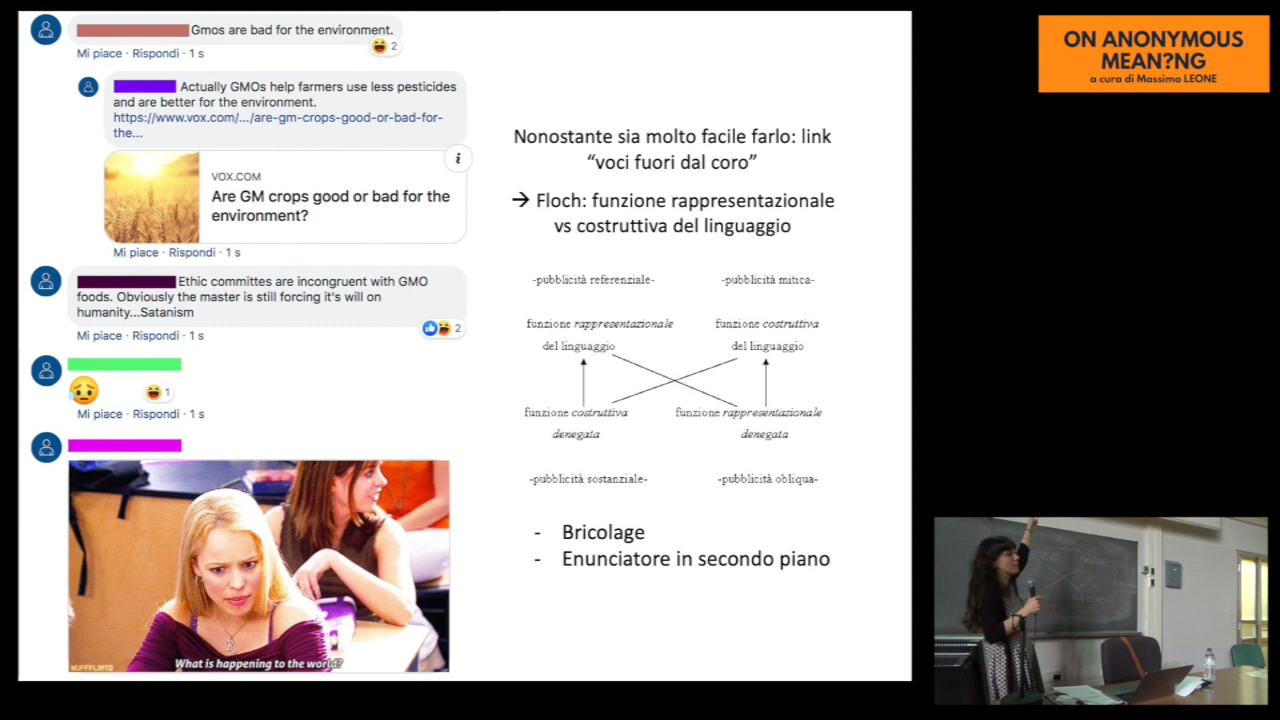 Gmos are bad for the environment.
2
Mi piace · Rispondi · 1 s
Actually GMOs help farmers use less pesticides
and are better for the environment.
https://www.vox.com/.../are-gm-crops-good-or-bad-for-
the...
i
VOX.COM
Are GM crops good or bad for the
environment?
Mi piace · Rispondi · 1 s
Ethic committes are incongruent with GMO
foods. Obviously the master is still forcing it's will on
humanity...Satanism
2
Mi piace · Rispondi · 1 s
1
Mi piace · Rispondi · 1 s
What is happening to the world?
Nonostante sia molto facile farlo: link
“voci fuori dal coro”
→ Floch: funzione rappresentazionale
vs costruttiva del linguaggio
-pubblicità referenziale-
-pubblicità mitica-
funzione rappresentazionale
del linguaggio
funzione costruttiva
del linguaggio
funzione costruttiva
denegata
funzione rappresentazionale
denegata
-pubblicità sostanziale-
-pubblicità obliqua-
- Bricolage
- Enunciatore in secondo piano
ON ANONYMOUS
MEAN?NG
a cura di Massimo LEONE